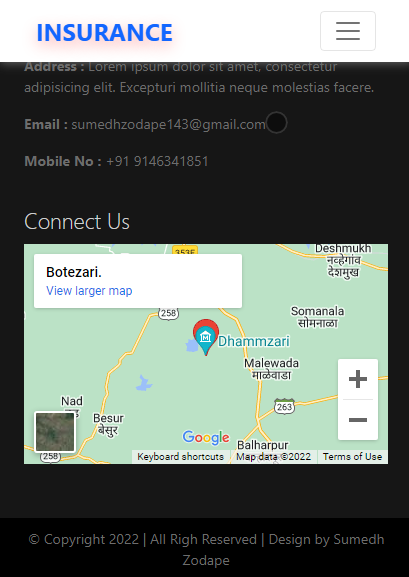 INSURANCE
Address : Lorem ipsum dolor sit amet, consectetur
adipisicing elit. Excepturi mollitia neque molestias facere.
Email : sumedhzodape143@gmail.com
Mobile No : +91 9146341851
Connect Us
353E
Deshmukh
नव्हेगांव
देशमुख
Botezari.
View larger map
258
Somanala
सोमनाळा
Dhammzari
Malewada
माळेवाडा
Nad
263
Besur
बेसुर
Google
Balharpur
258
Keyboard shortcuts
Map data ©2022
Terms of Use
© Copyright 2022 | All Righ Reserved | Design by Sumedh
Zodape